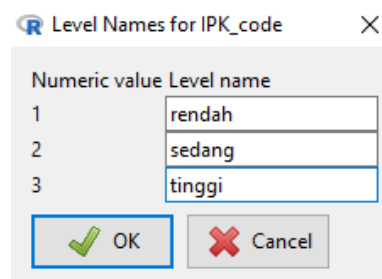 Level Names for IPK_code
Numeric value Level name
1 rendah
2 sedang
3 tinggi
OK Cancel